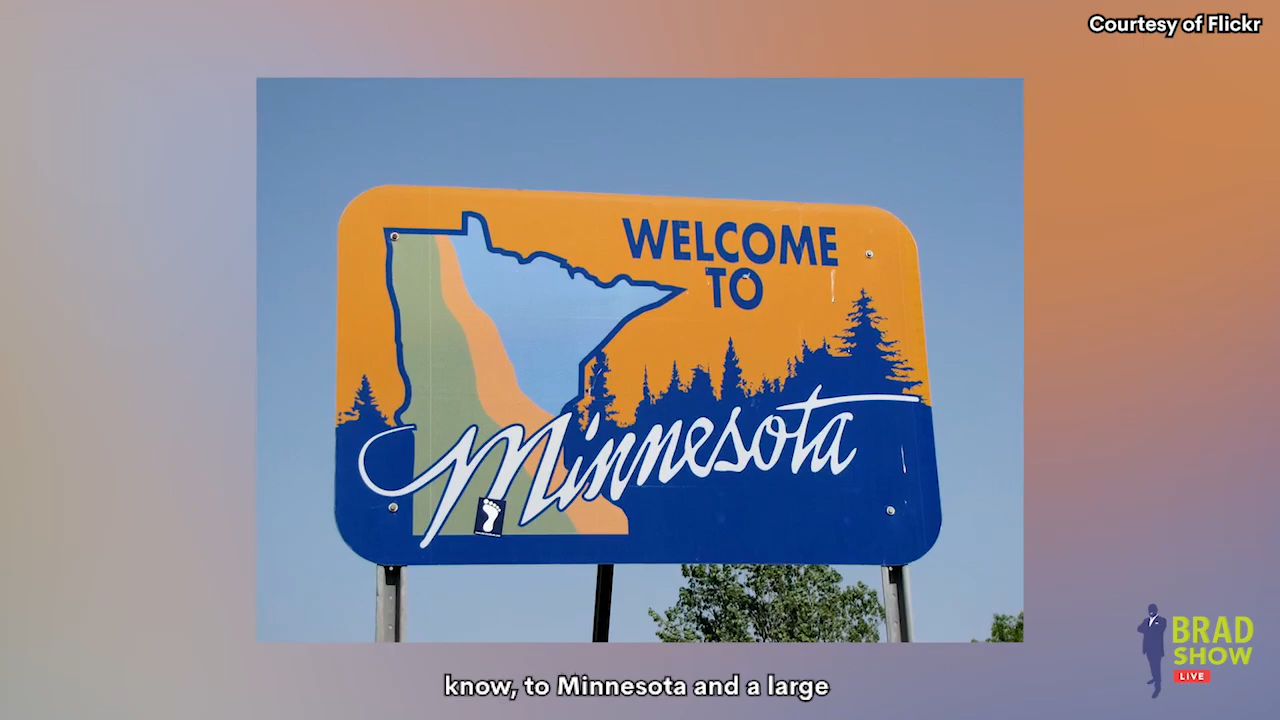 Courtesy of Flickr
WELCOME
TO
Minnesota
know, to Minnesota and a large
BRAD
SHOW
LIVE